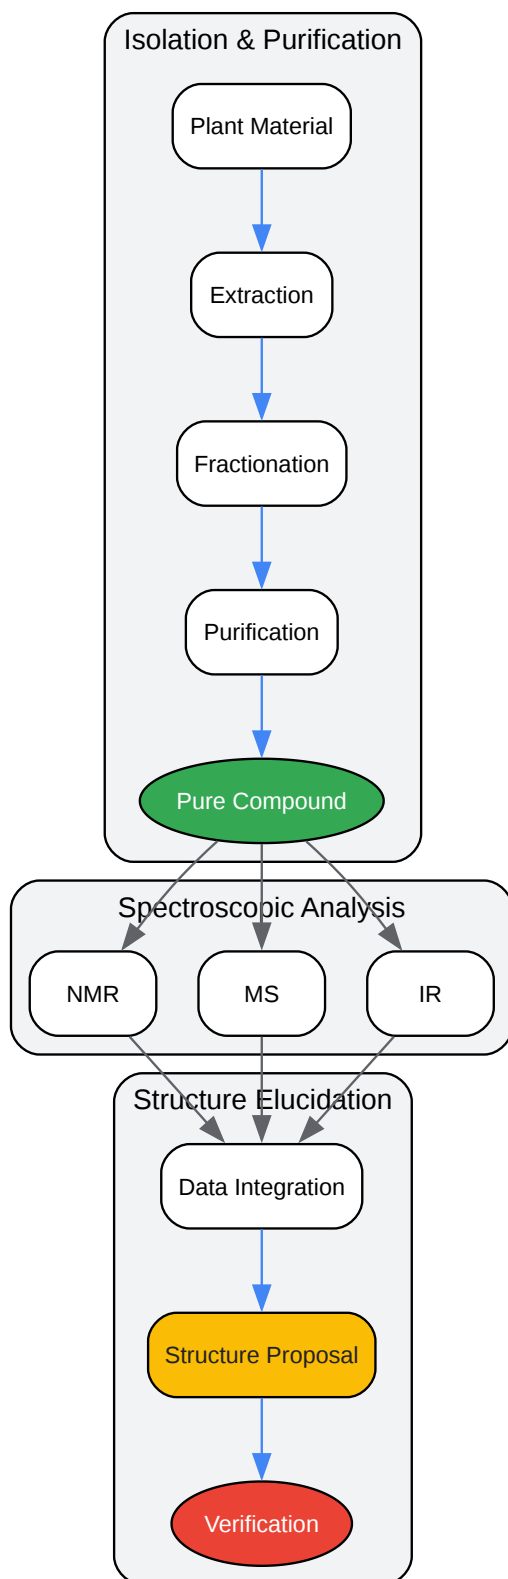 Isolation & Purification
Plant Material
Extraction
Fractionation
Purification
Pure Compound
Spectroscopic Analysis
NMR
MS
IR
Structure Elucidation
Data Integration
Structure Proposal
Verification